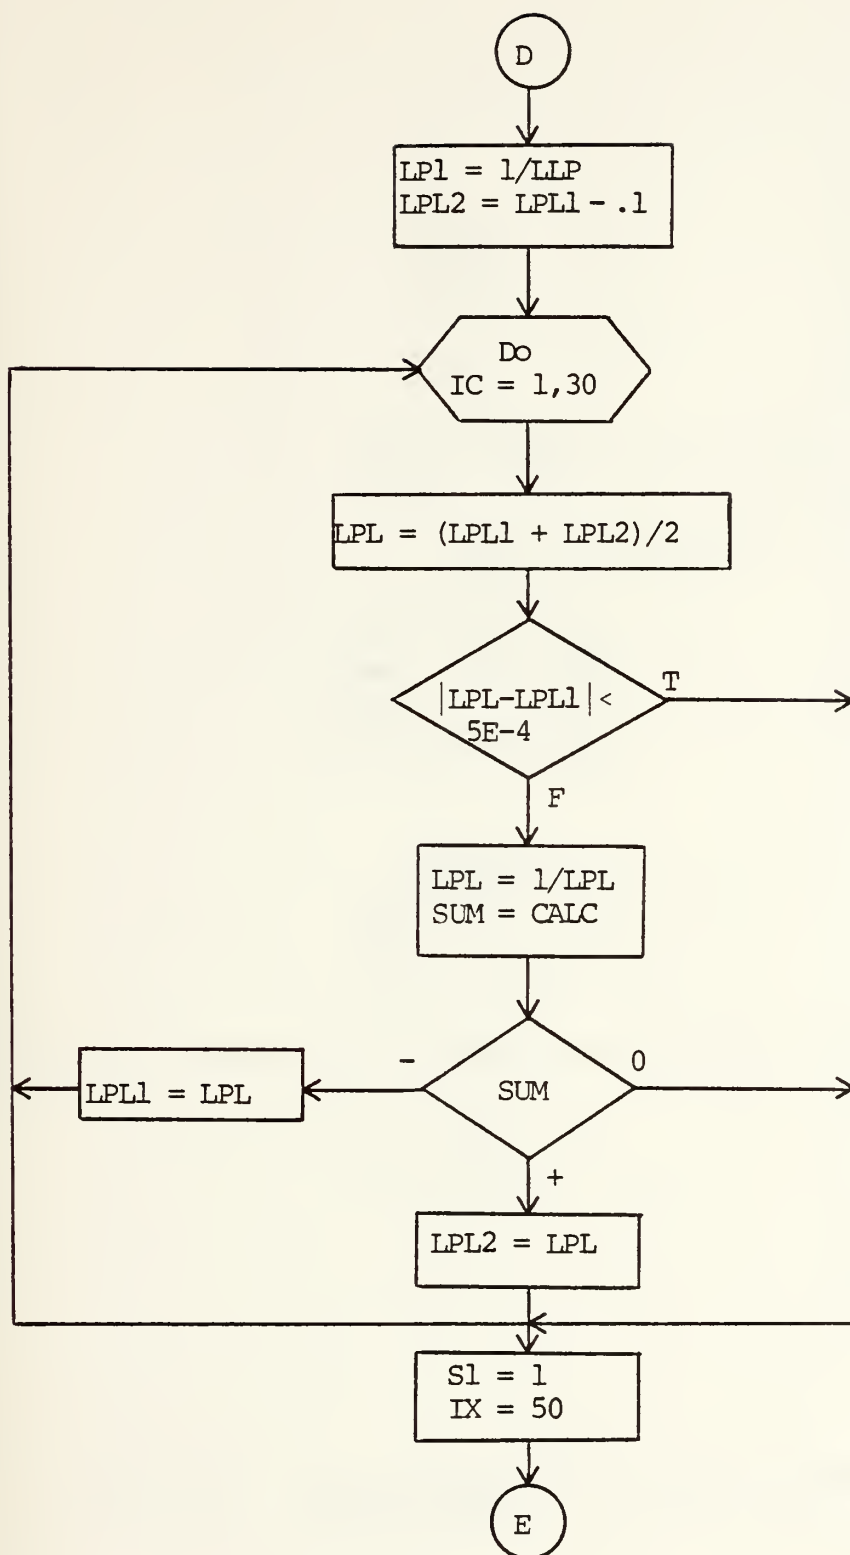 D
LP1 = 1/LLP
LPL2 = LPL1 - .1
Do
IC = 1,30
LPL = (LPL1 + LPL2)/2
|LPL-LPL1| <
5E-4
T
F
LPL = 1/LPL
SUM = CALC
-
SUM
0
LPL1 = LPL
+
LPL2 = LPL
S1 = 1
IX = 50
E